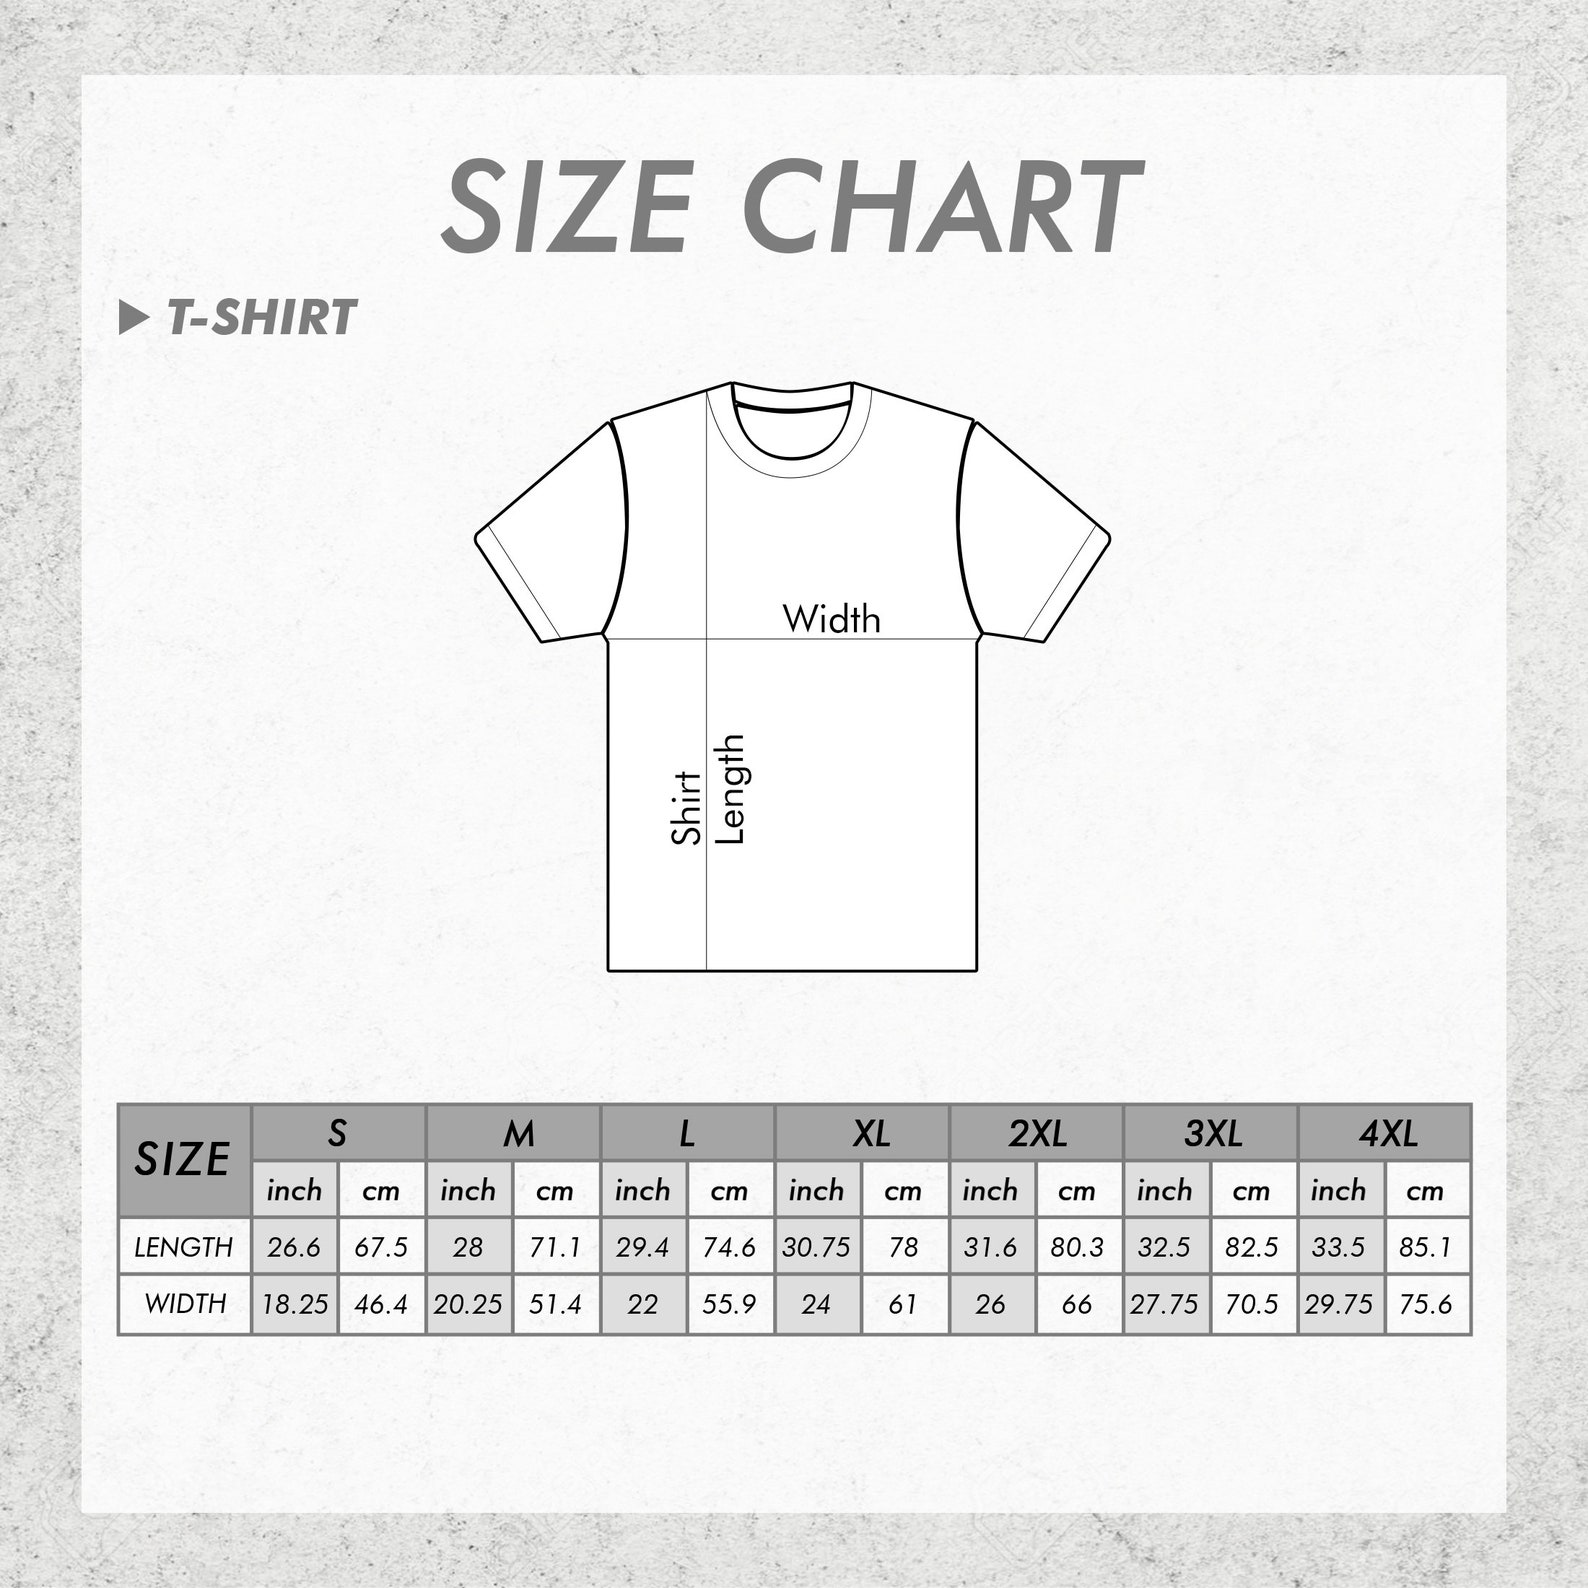 SIZE CHART
T-SHIRT
Width
Shirt
Length
SIZE S M L XL 2XL 3XL 4XL
inch cm inch cm inch cm inch cm inch cm inch cm inch cm
LENGTH 26.6 67.5 28 71.1 29.4 74.6 30.75 78 31.6 80.3 32.5 82.5 33.5 85.1
WIDTH 18.25 46.4 20.25 51.4 22 55.9 24 61 26 66 27.75 70.5 29.75 75.6